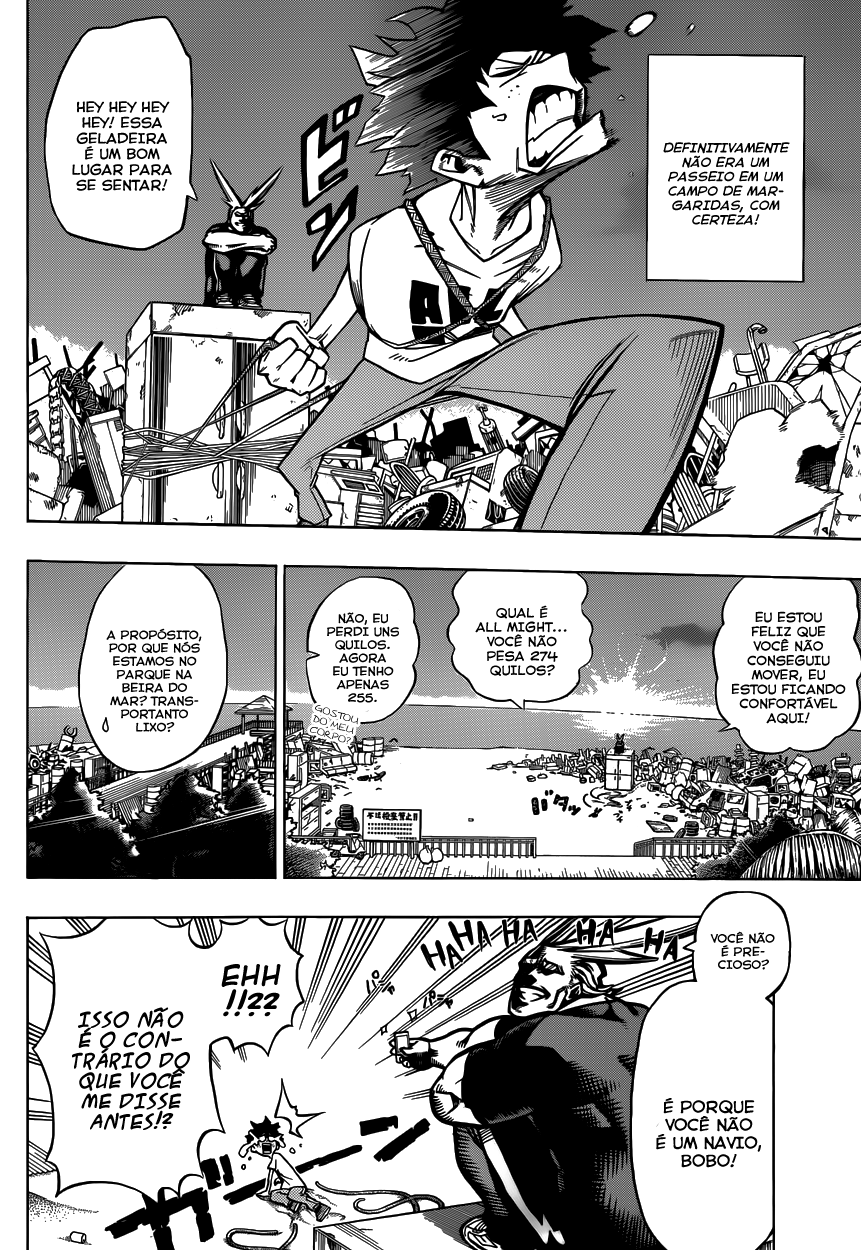 DEFINITIVAMENTE
NÃO ERA UM
PASSEIO EM UM
CAMPO DE MAR-
GARIDAS, COM
CERTEZA!
HEY HEY HEY
HEY! ESSA
GELADEIRA
É UM BOM
LUGAR PARA
SE SENTAR!
ビン
ALL
A PROPÓSITO,
POR QUE NÓS
ESTAMOS NO
PARQUE NA
BEIRA DO
MAR? TRANS-
PORTANTO
LIXO?
NÃO, EU
PERDI UNS
QUILOS.
AGORA
EU TENHO
APENAS
255.
GOSTOU
DO MEU
CORPO?
QUAL É
ALL MIGHT...
VOCÊ NÃO
PESA 274
QUILOS?
EU ESTOU
FELIZ QUE
VOCÊ NÃO
CONSEGUIU
MOVER, EU
ESTOU FICANDO
CONFORTÁVEL
AQUI!
VOCÊ NÃO
É PRE-
CIOSO?
É PORQUE
VOCÊ NÃO
É UM NAVIO,
BOBO!
HA HA HA HA HA HA
EHH
!!??
ISSO NÃO
É O CON-
TRÁRIO DO
QUE VOCÊ
ME DISSE
ANTES!?